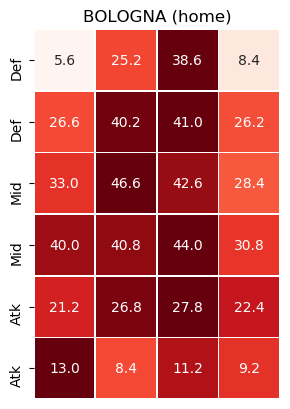 BOLOGNA (home)
Def 5.6 25.2 38.6 8.4
Def 26.6 40.2 41.0 26.2
Mid 33.0 46.6 42.6 28.4
Mid 40.0 40.8 44.0 30.8
Atk 21.2 26.8 27.8 22.4
Atk 13.0 8.4 11.2 9.2